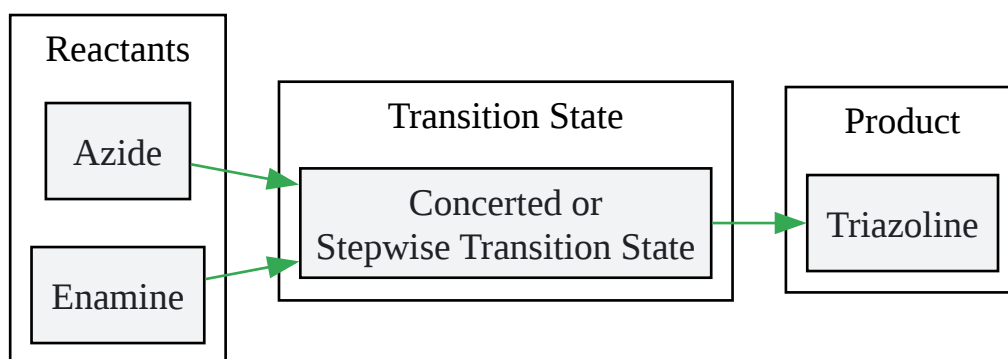 Reactants
Azide
Enamine
Transition State
Concerted or
Stepwise Transition State
Product
Triazoline